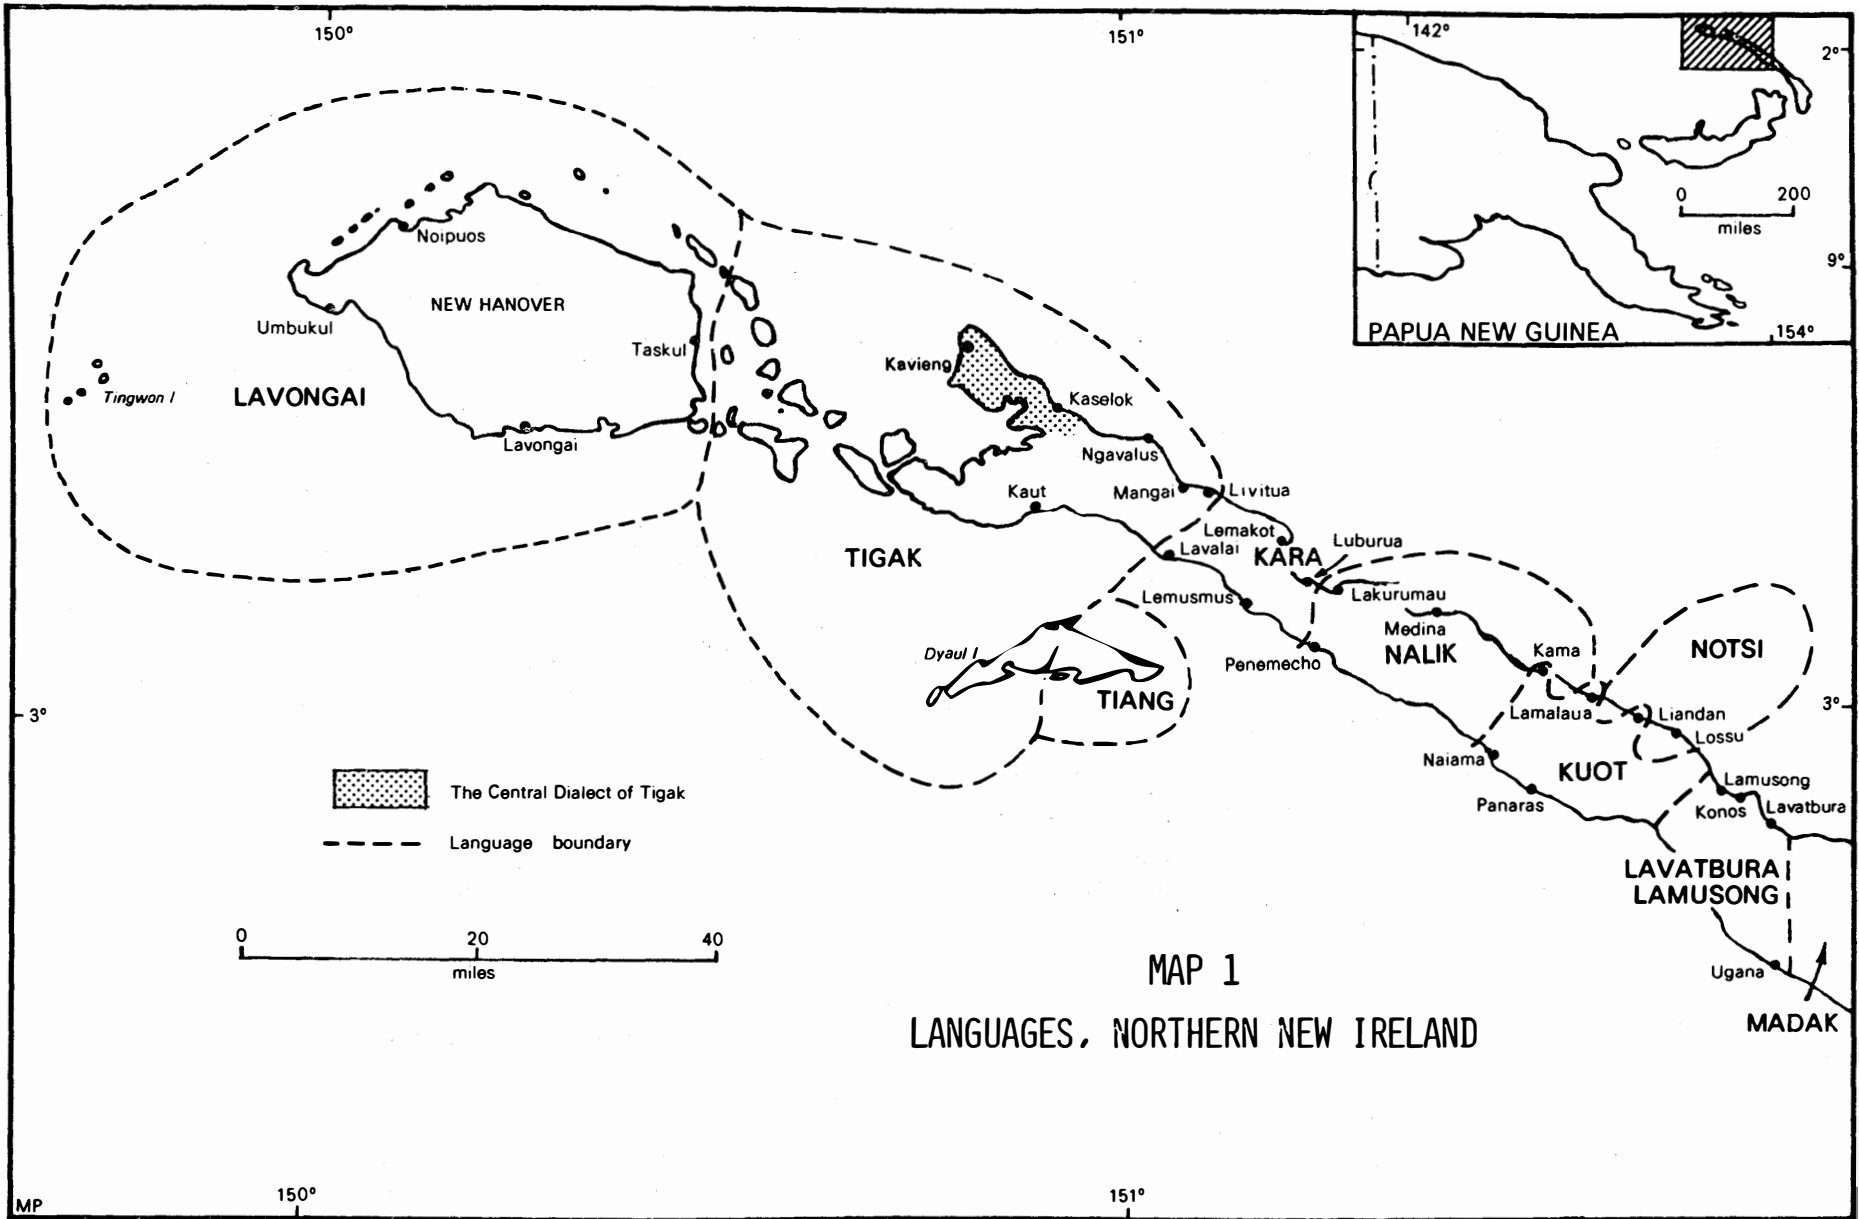 150°
151°
142°
2°
0 200
miles
9°
PAPUA NEW GUINEA
154°
Noipuos
NEW HANOVER
Umbukul
Taskul
Tingwon I
LAVONGAI
Lavongai
Kavieng
Kaselok
Ngavalus
Kaut
Mangai
Livitua
Lemakot
Luburua
TIGAK
Lavalai
KARA
Lemusmus
Lakurumau
Medina
NALIK
Kama
NOTSI
Dyaul I
Penemecho
TIANG
Lamalaua
Liandan
Lossu
3°
3°
Naiama
KUOT
Panaras
Lamusong
Konos
Lavatbura
The Central Dialect of Tigak
Language boundary
LAVATBURA
LAMUSONG
0 20 40
miles
Ugana
MADAK
MAP 1
LANGUAGES, NORTHERN NEW IRELAND
MP
150°
151°